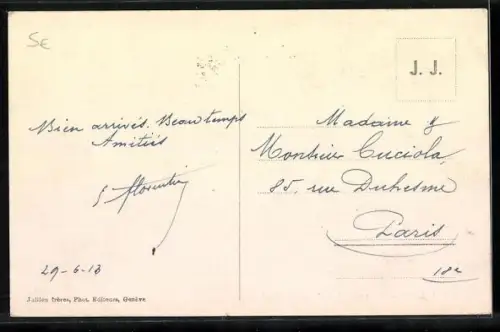 5€
J. J.
Bien arrivés. Beau temps
Amitiés
29-6-13
Madame &
Monsieur Cuciola
85, rue Duhesme
Paris
18e
Jullien frères, Phot. Editeurs, Genève